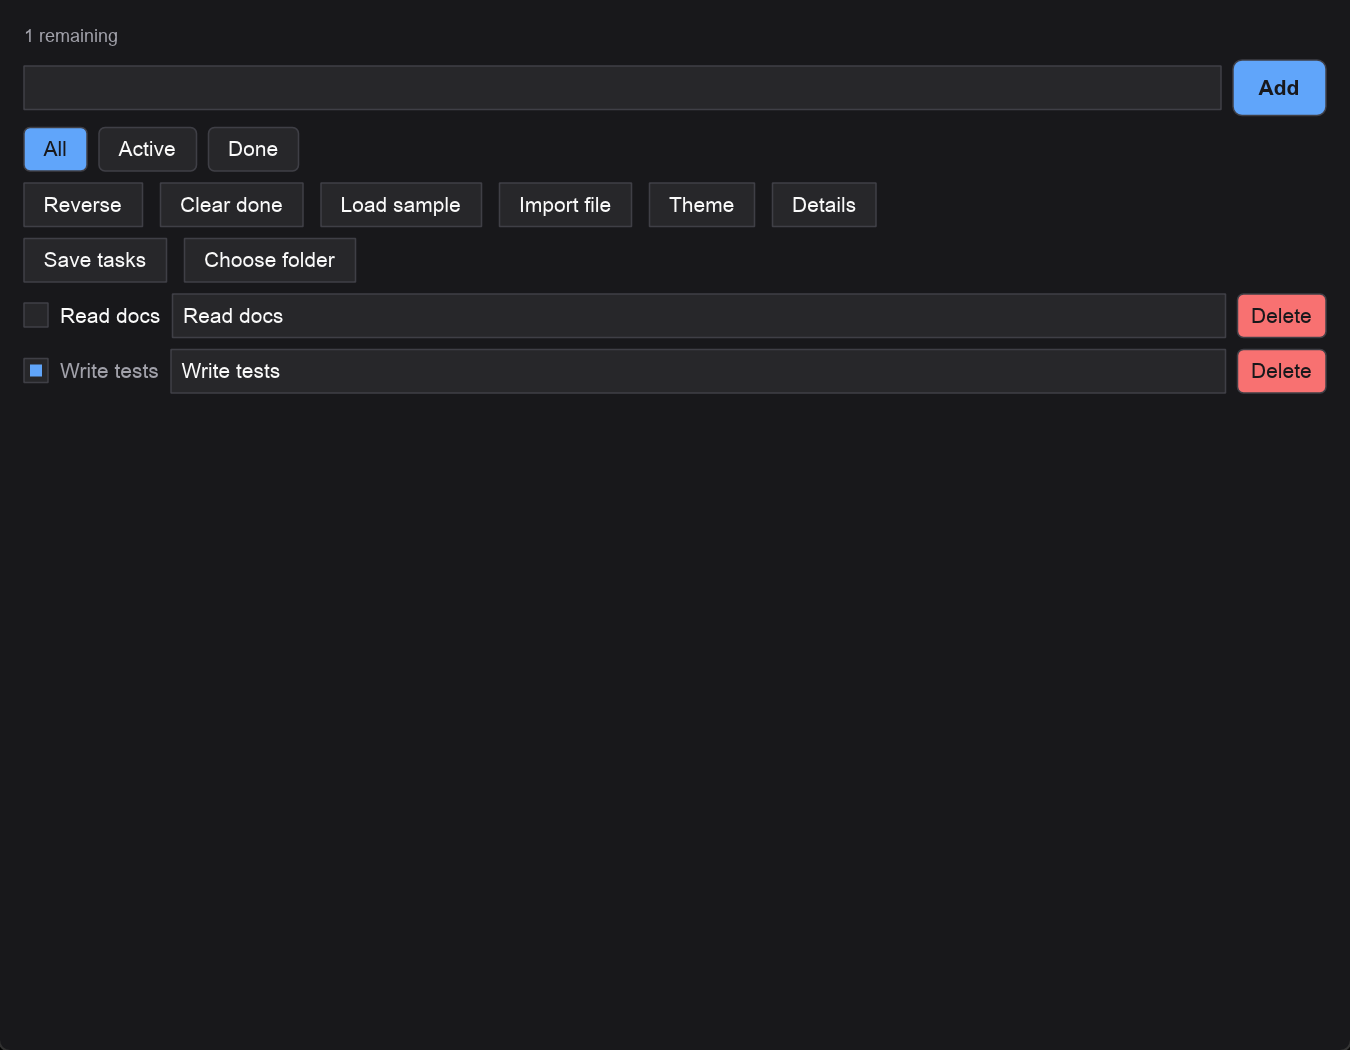 1 remaining
Add
All Active Done
Reverse Clear done Load sample Import file Theme Details
Save tasks Choose folder
Read docs Read docs Delete
Write tests Write tests Delete